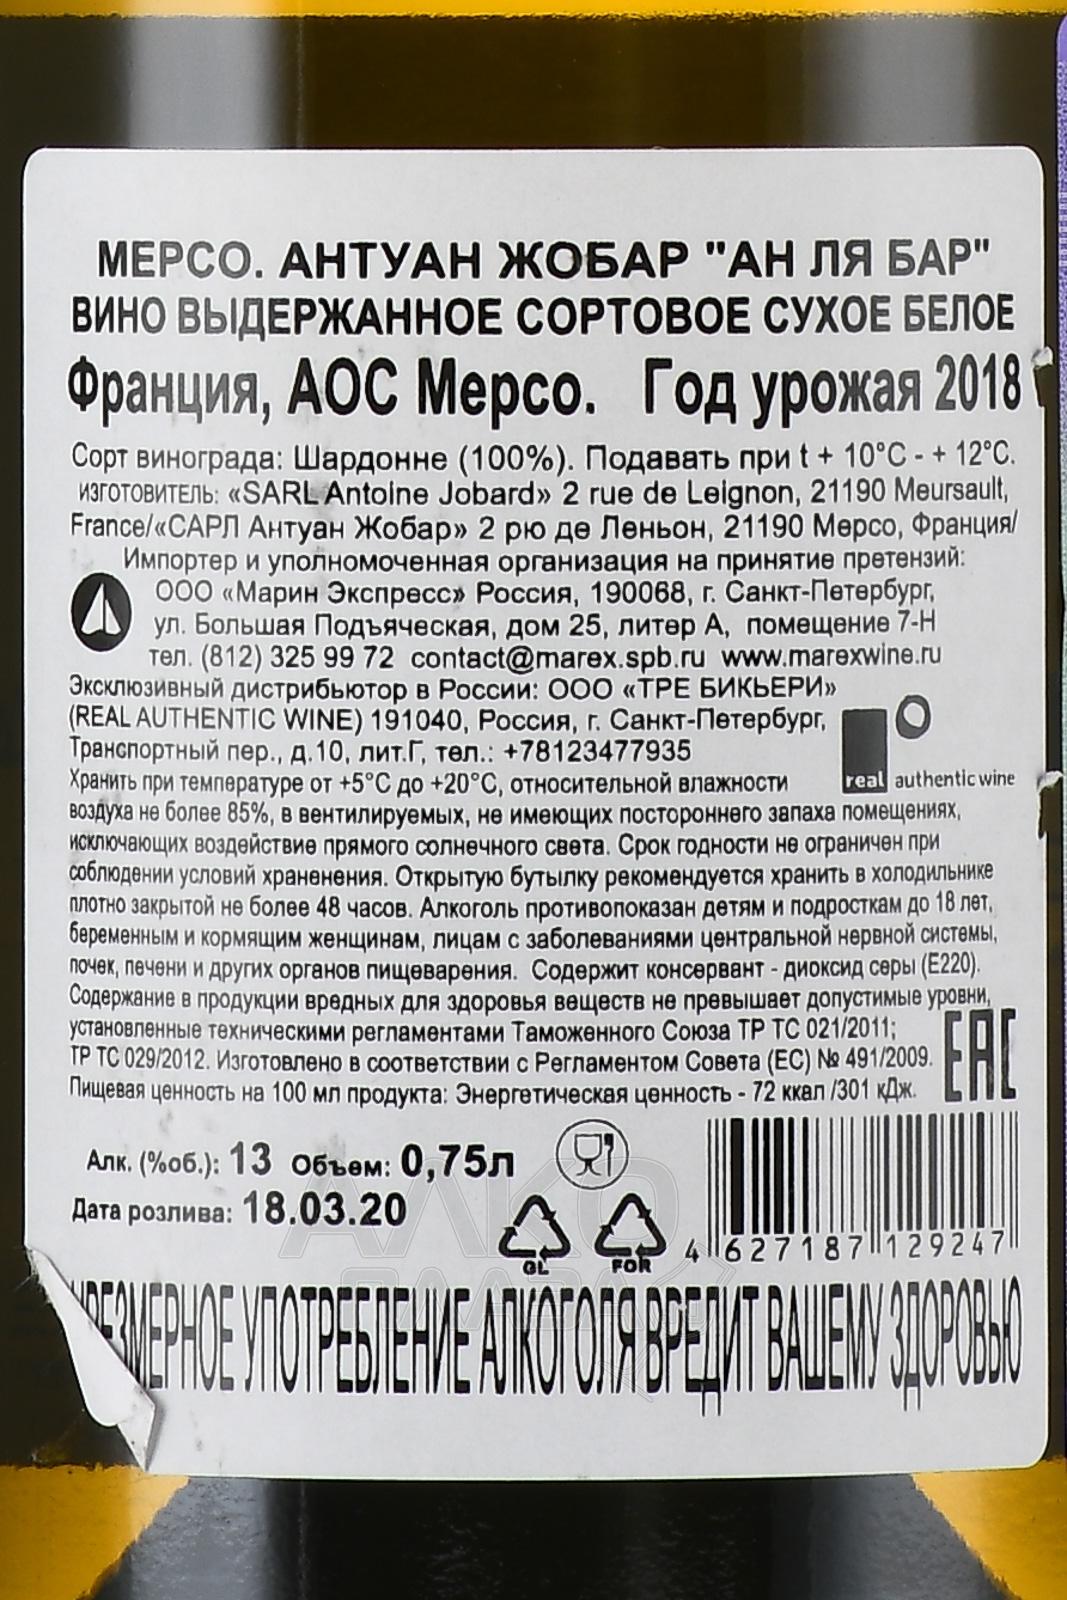 МЕРСО. АНТУАН ЖОБАР "АН ЛЯ БАР"
ВИНО ВЫДЕРЖАННОЕ СОРТОВОЕ СУХОЕ БЕЛОЕ
Франция, АОС Мерсо. Год урожая 2018
Сорт винограда: Шардонне (100%). Подавать при t + 10°C - + 12°C.
ИЗГОТОВИТЕЛЬ: «SARL Antoine Jobard» 2 rue de Leignon, 21190 Meursault,
France/«САРЛ Антуан Жобар» 2 рю де Леньон, 21190 Мерсо, Франция/
Импортер и уполномоченная организация на принятие претензий:
ООО «Марин Экспресс» Россия, 190068, г. Санкт-Петербург,
ул. Большая Подъяческая, дом 25, литер А, помещение 7-Н
тел. (812) 325 99 72 contact@marex.spb.ru www.marexwine.ru
Эксклюзивный дистрибьютор в России: ООО «ТРЕ БИКЬЕРИ»
(REAL AUTHENTIC WINE) 191040, Россия, г. Санкт-Петербург,
Транспортный пер., д.10, лит.Г, тел.: +78123477935
real authentic wine
Хранить при температуре от +5°C до +20°C, относительной влажности
воздуха не более 85%, в вентилируемых, не имеющих постороннего запаха помещениях,
исключающих воздействие прямого солнечного света. Срок годности не ограничен при
соблюдении условий храненения. Открытую бутылку рекомендуется хранить в холодильнике
плотно закрытой не более 48 часов. Алкоголь противопоказан детям и подросткам до 18 лет,
беременным и кормящим женщинам, лицам с заболеваниями центральной нервной системы,
почек, печени и других органов пищеварения. Содержит консервант - диоксид серы (Е220).
Содержание в продукции вредных для здоровья веществ не превышает допустимые уровни,
установленные техническими регламентами Таможенного Союза ТР ТС 021/2011;
ТР ТС 029/2012. Изготовлено в соответствии с Регламентом Совета (ЕС) № 491/2009.
Пищевая ценность на 100 мл продукта: Энергетическая ценность - 72 ккал /301 кДж.
EAC
Алк. (%об.): 13 Объем: 0,75л
Дата розлива: 18.03.20
GL FOR
4 627187 129247
АЛКО
ПЛАЗА
ЧРЕЗМЕРНОЕ УПОТРЕБЛЕНИЕ АЛКОГОЛЯ ВРЕДИТ ВАШЕМУ ЗДОРОВЬЮ